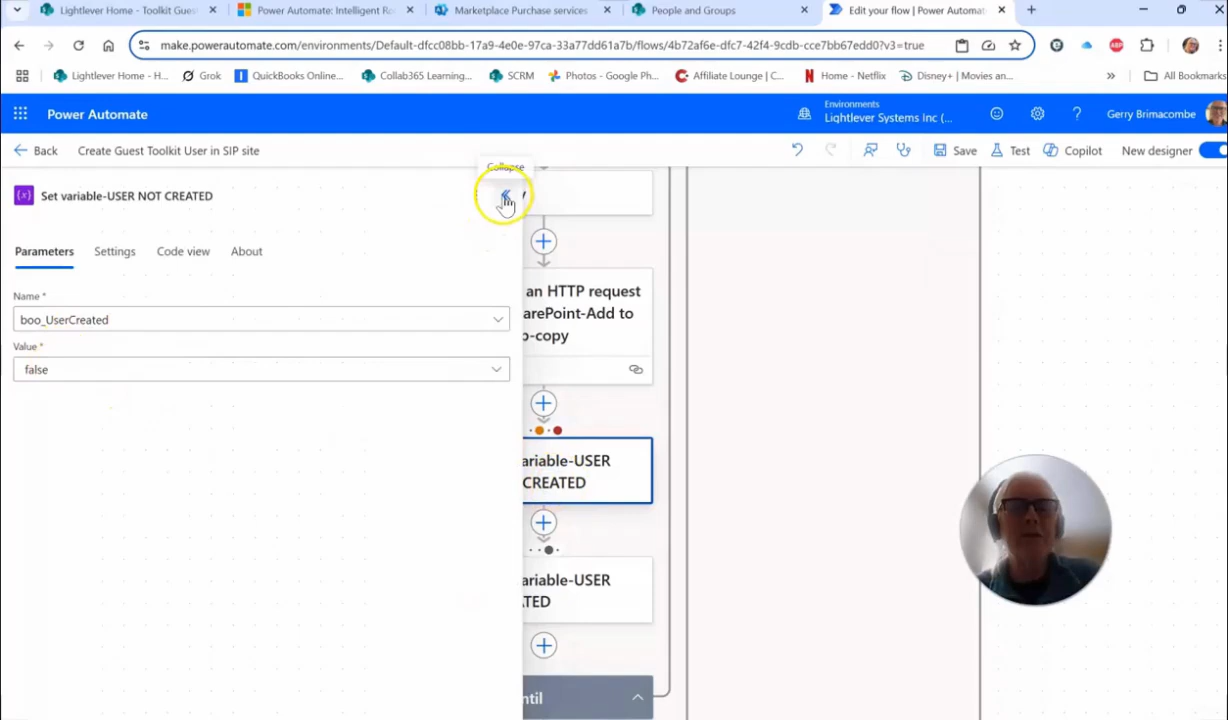 Lightlever Home - Toolkit Gues
Power Automate: Intelligent Ro
Marketplace Purchase services
People and Groups
Edit your flow | Power Automat
make.powerautomate.com/environments/Default-dfcc08bb-17a9-4e0e-97ca-33a77dd61a7b/flows/4b72af6e-dfc7-42f4-9cdb-cce7bb67edd0?v3=true
Lightlever Home - H...
Grok
QuickBooks Online...
Collab365 Learning...
SCRM
Photos - Google Ph...
Affiliate Lounge | C...
Home - Netflix
Disney+ | Movies an...
All Bookmarks
Power Automate
Environments
Lightlever Systems Inc (...
Gerry Brimacombe
Back
Create Guest Toolkit User in SIP site
Save
Test
Copilot
New designer
Collapse
Set variable-USER NOT CREATED
Parameters
Settings
Code view
About
Name *
boo_UserCreated
Value *
false
an HTTP request
arePoint-Add to
p-copy
ariable-USER
CREATED
ariable-USER
TED
ntil